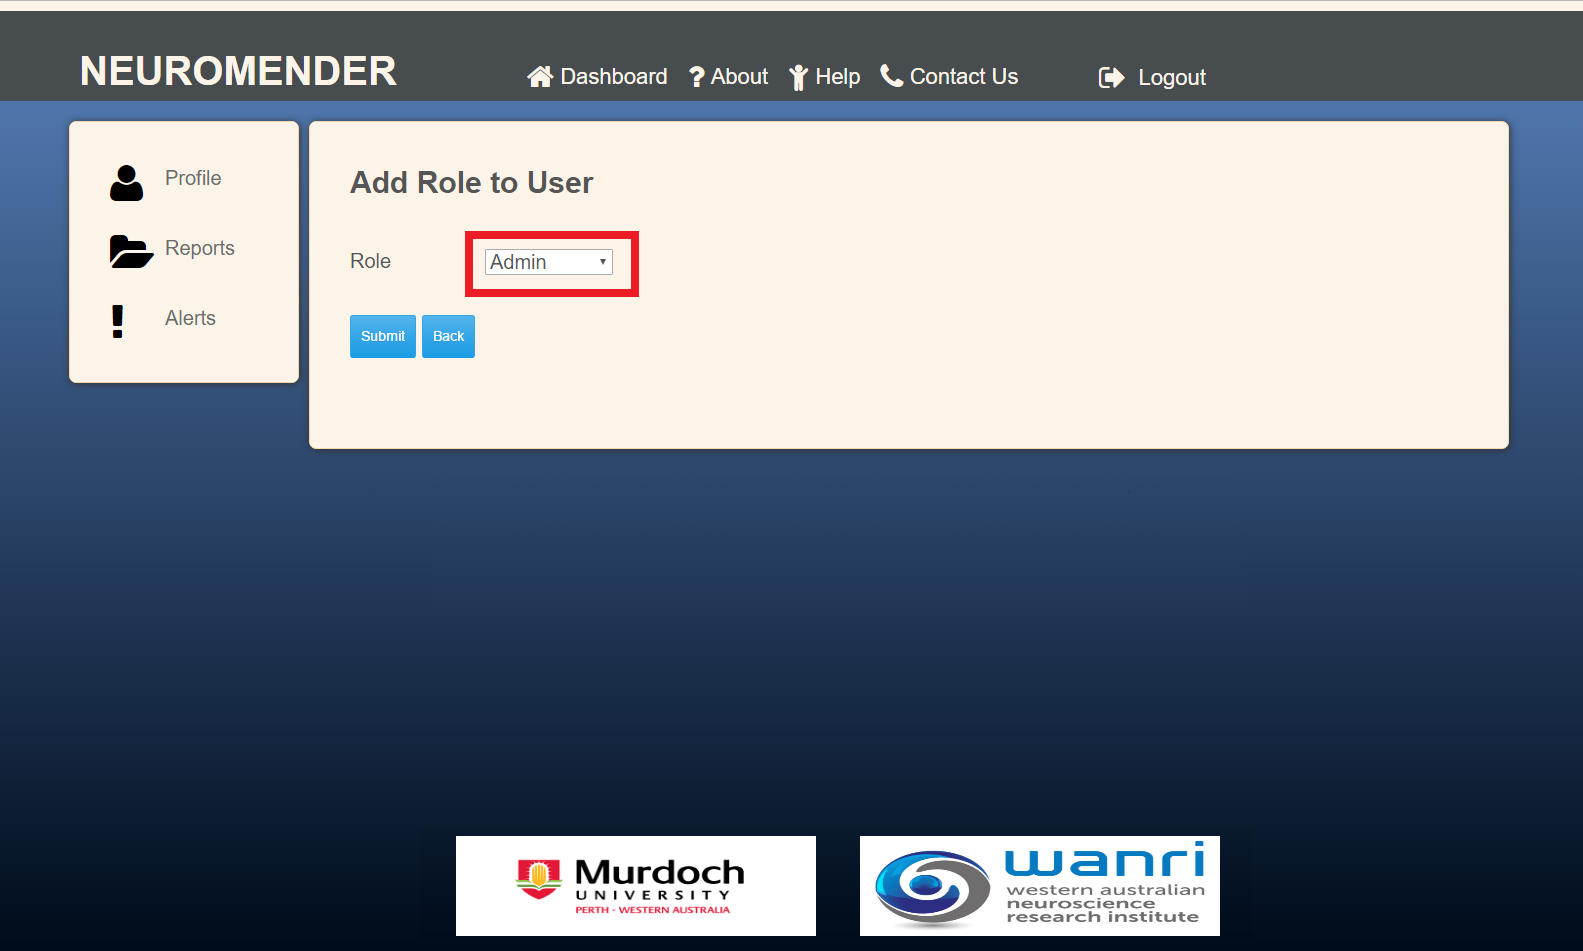 NEUROMENDER
Dashboard
About
Help
Contact Us
Logout
Profile
Reports
Alerts
Add Role to User
Role
Admin
Submit
Back
Murdoch
UNIVERSITY
PERTH - WESTERN AUSTRALIA
wanri
western australian
neuroscience
research institute